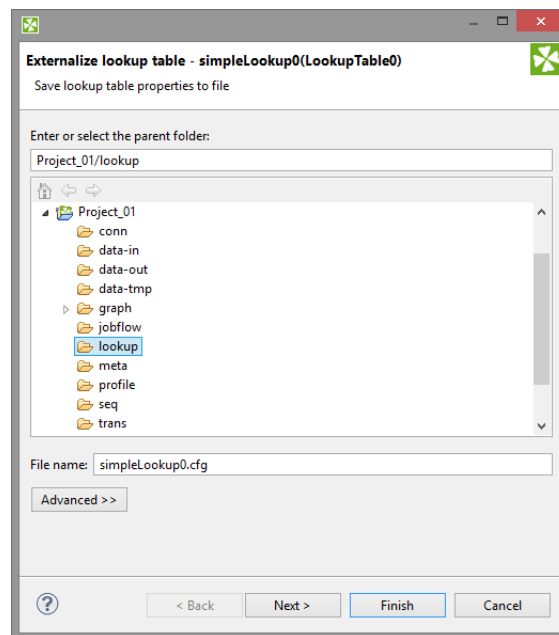 Externalize lookup table - simpleLookup0(LookupTable0)
Save lookup table properties to file
Enter or select the parent folder:
Project_01/lookup
Project_01
conn
data-in
data-out
data-tmp
graph
jobflow
lookup
meta
profile
seq
trans
File name: simpleLookup0.cfg
Advanced >>
< Back Next > Finish Cancel